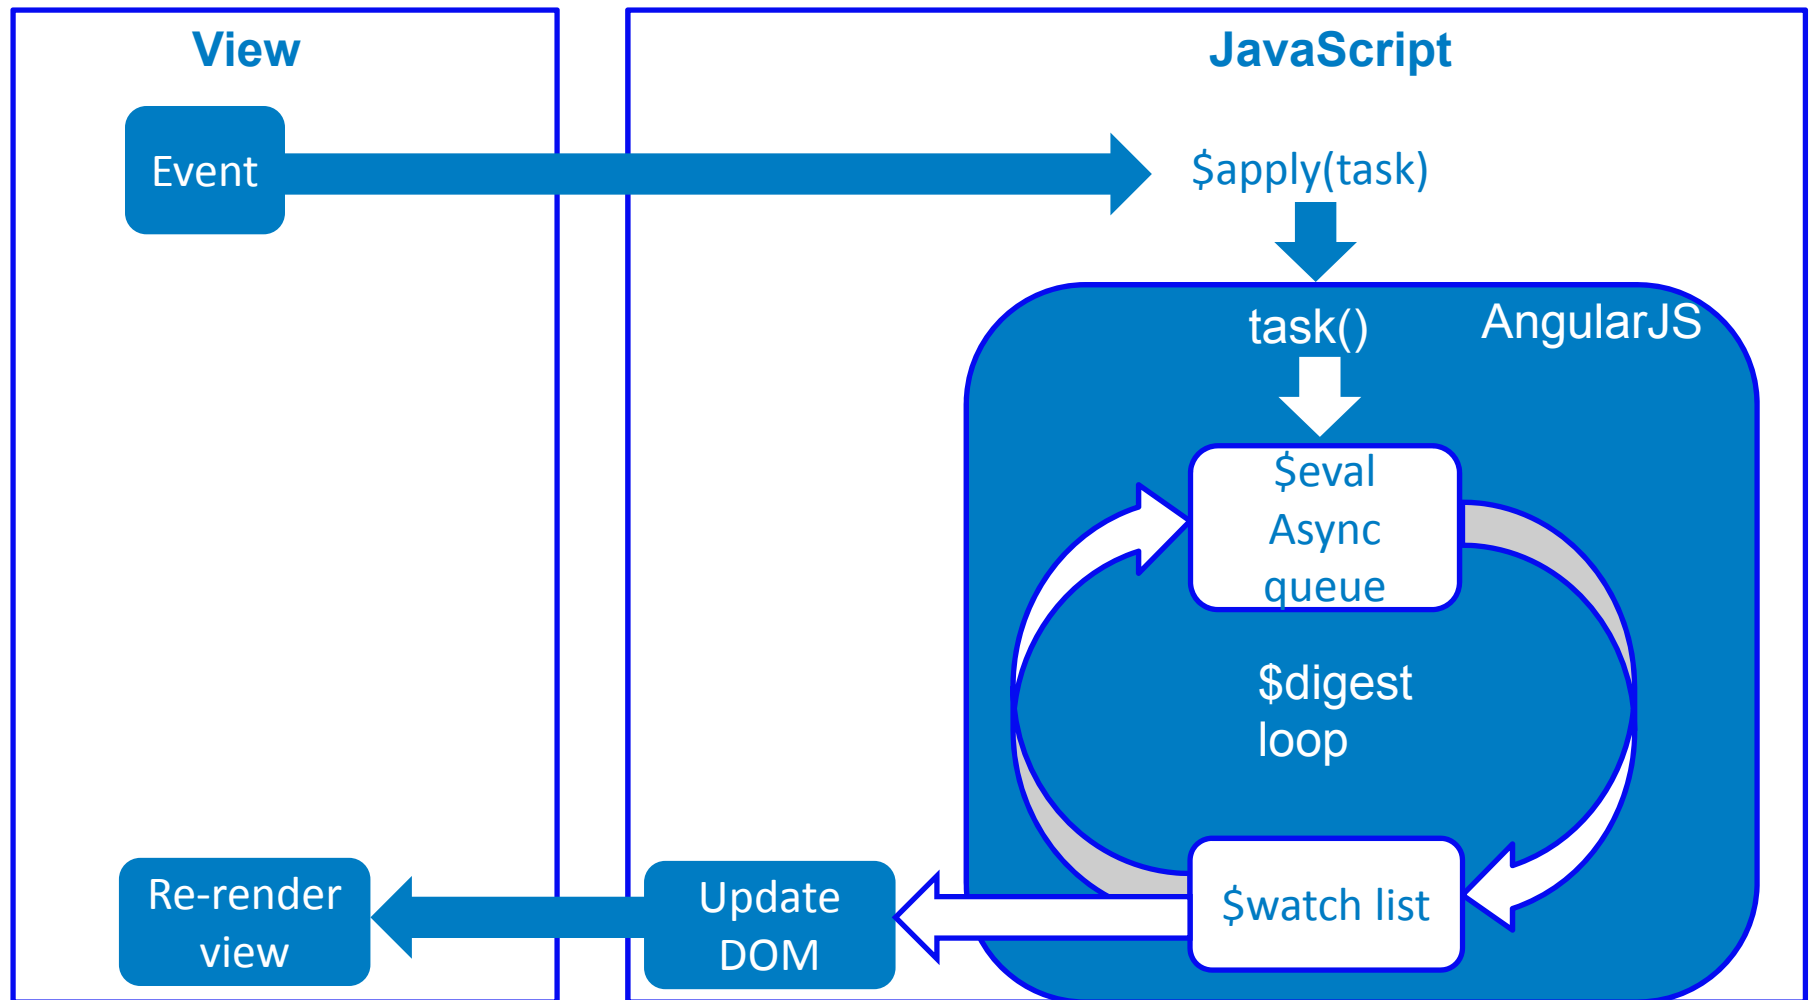 View
JavaScript
Event
$apply(task)
task()
AngularJS
$eval
Async
queue
$digest
loop
Re-render
view
Update
DOM
$watch list